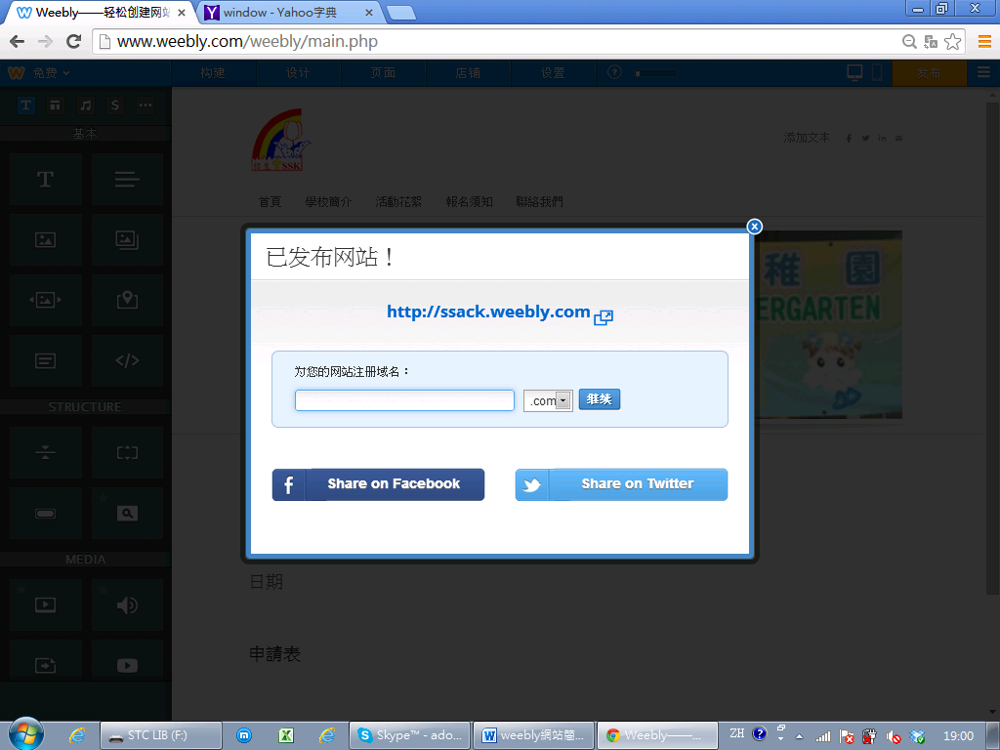 Weebly——轻松创建网站
window - Yahoo字典
www.weebly.com/weebly/main.php
免费
构建
设计
页面
店铺
设置
发布
基本
STRUCTURE
MEDIA
添加文本
SSK
首頁
學校簡介
活動花絮
報名須知
聯絡我們
稚園
ERGARTEN
已发布网站！
http://ssack.weebly.com
为您的网站注册域名：
.com
继续
Share on Facebook
Share on Twitter
日期
申請表
STC LIB (F:)
Skype™ - ado...
weebly網站簡...
Weebly——...
ZH
19:00